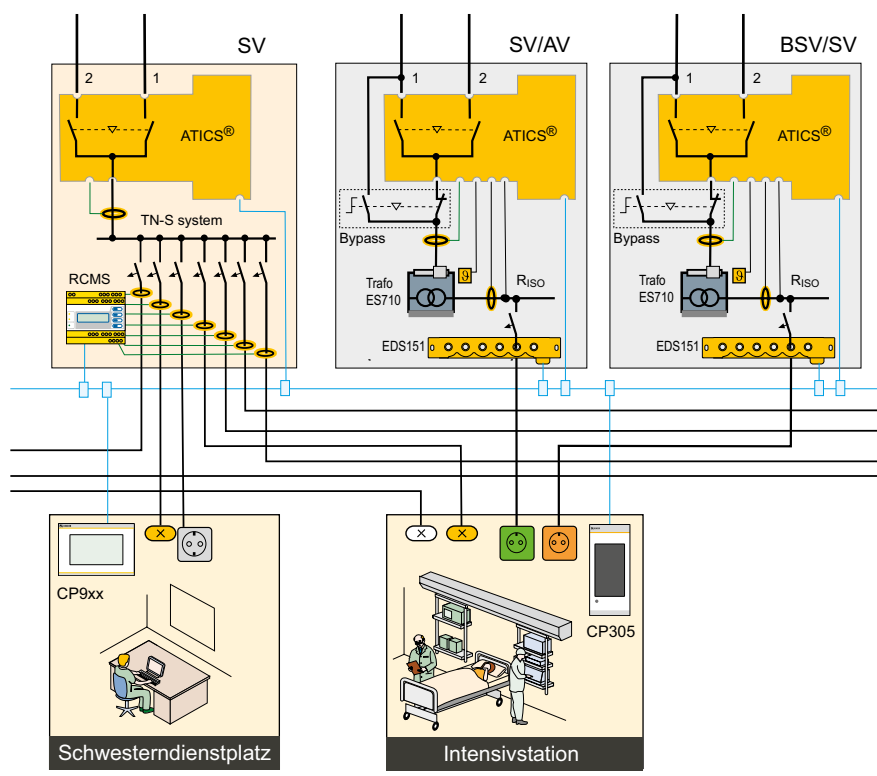 SV
SV/AV
BSV/SV
2 1
1 2
1 2
ATICS®
ATICS®
ATICS®
TN-S system
Bypass
Bypass
RCMS
Trafo
ES710
ϑ
RISO
Trafo
ES710
ϑ
RISO
EDS151
EDS151
CP9xx
CP305
Schwesterndienstplatz
Intensivstation